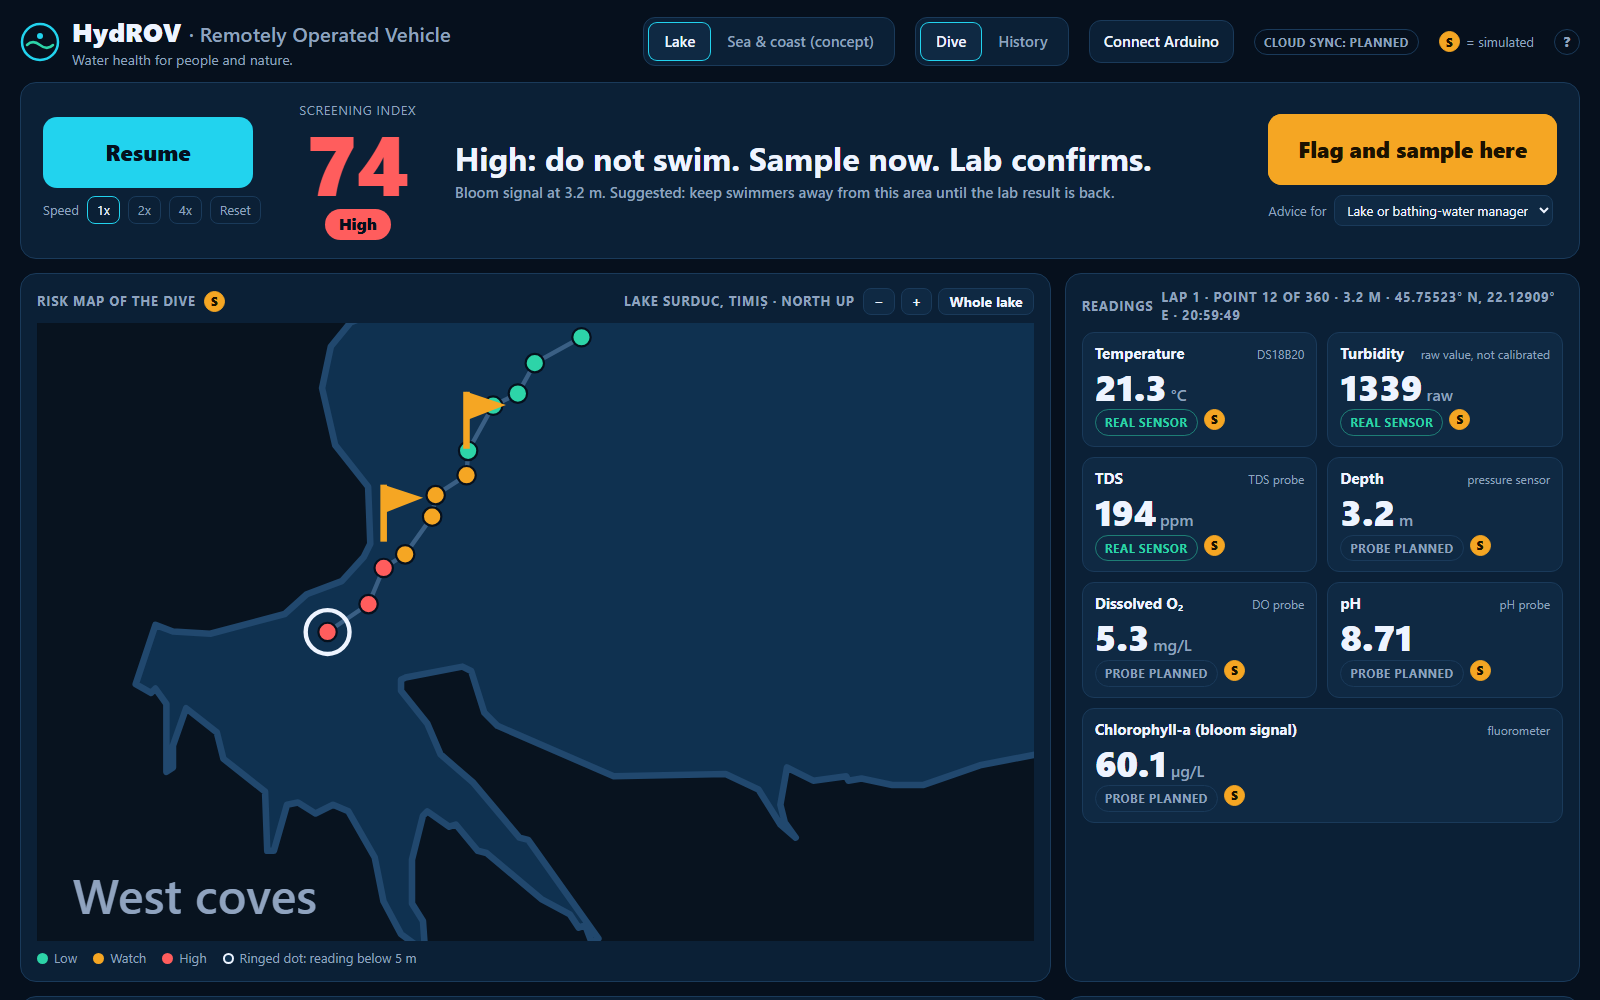 HydROV · Remotely Operated Vehicle
Water health for people and nature.
Lake
Sea & coast (concept)
Dive
History
Connect Arduino
CLOUD SYNC: PLANNED
S = simulated
?
Resume
Speed 1x 2x 4x Reset
SCREENING INDEX
74
High
High: do not swim. Sample now. Lab confirms.
Bloom signal at 3.2 m. Suggested: keep swimmers away from this area until the lab result is back.
Flag and sample here
Advice for Lake or bathing-water manager
RISK MAP OF THE DIVE S
LAKE SURDUC, TIMIȘ · NORTH UP
− + Whole lake
West coves
Low Watch High Ringed dot: reading below 5 m
READINGS
LAP 1 · POINT 12 OF 360 · 3.2 M · 45.75523° N, 22.12909°
E · 20:59:49
Temperature DS18B20
21.3 °C
REAL SENSOR S
Turbidity raw value, not calibrated
1339 raw
REAL SENSOR S
TDS TDS probe
194 ppm
REAL SENSOR S
Depth pressure sensor
3.2 m
PROBE PLANNED S
Dissolved O₂ DO probe
5.3 mg/L
PROBE PLANNED S
pH pH probe
8.71
PROBE PLANNED S
Chlorophyll-a (bloom signal) fluorometer
60.1 µg/L
PROBE PLANNED S